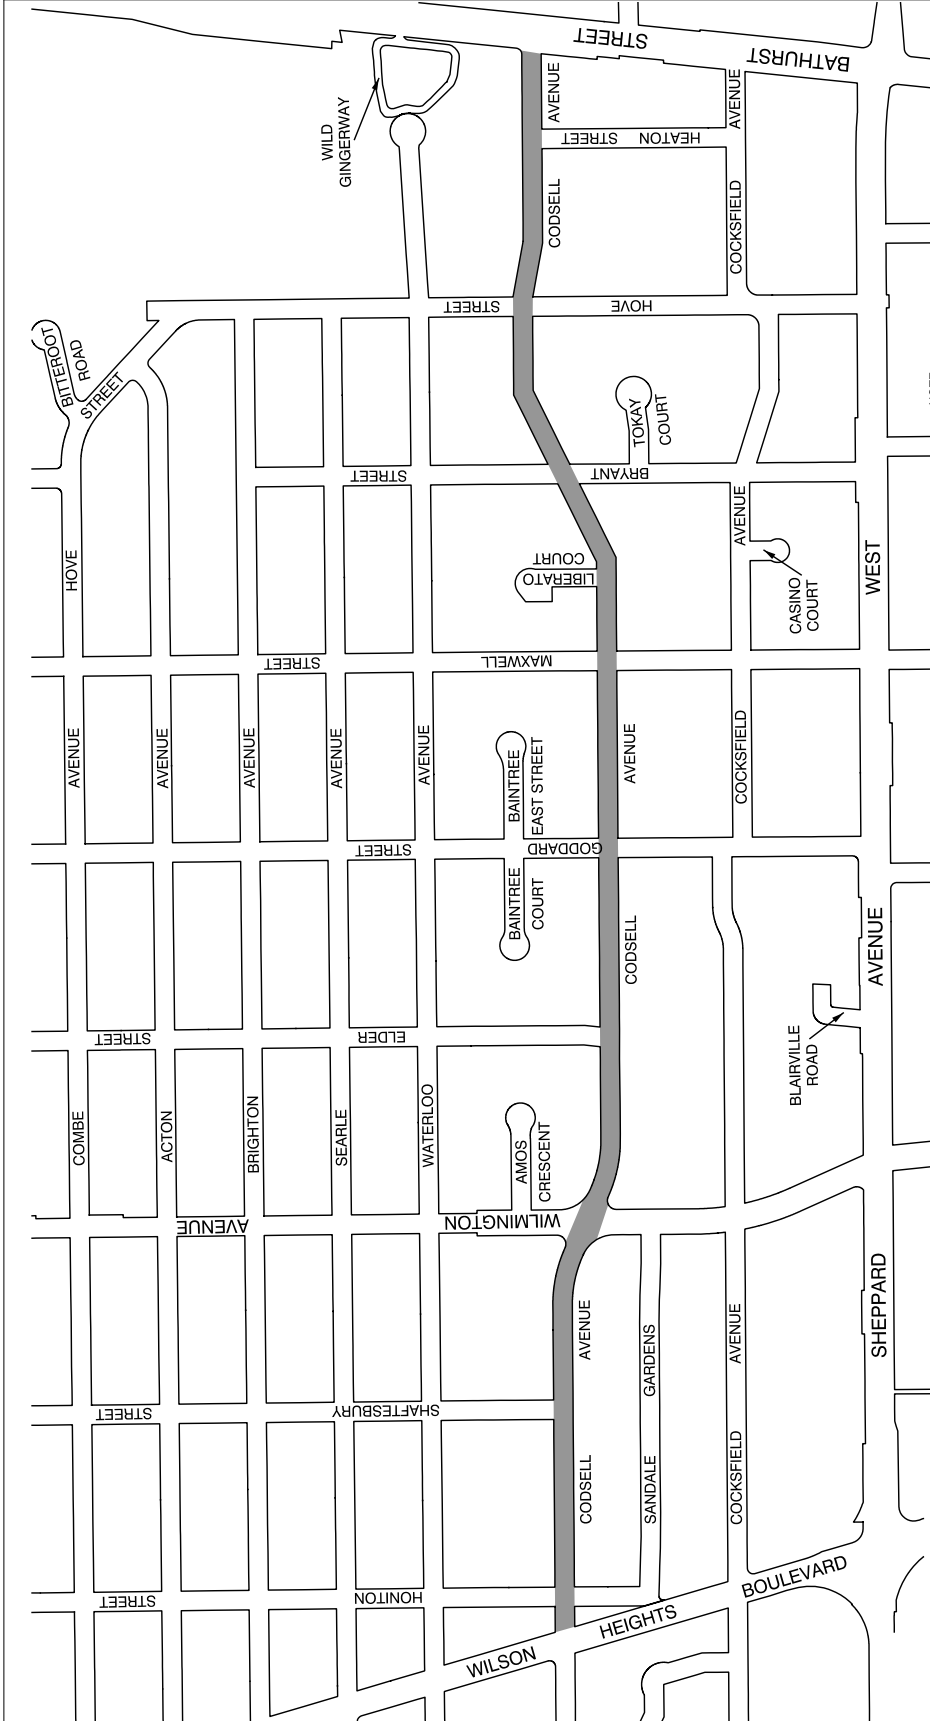 STREET
BATHURST
WILD
GINGERWAY
AVENUE
AVENUE
HEATON STREET
CODSELL
COCKSFIELD
STREET
HOVE
BITTEROOT
ROAD
STREET
TOKAY
COURT
STREET
BRYANT
AVENUE
HOVE
LIBERATO
COURT
CASINO
COURT
WEST
STREET
MAXWELL
AVENUE
AVENUE
AVENUE
AVENUE
AVENUE
BAINTREE
EAST STREET
AVENUE
COCKSFIELD
STREET
GODDARD
BAINTREE
COURT
CODSELL
AVENUE
STREET
ELDER
BLAIRVILLE
ROAD
COMBE
ACTON
BRIGHTON
SEARLE
WATERLOO
AMOS
CRESCENT
AVENUE
WILMINGTON
AVENUE
GARDENS
AVENUE
SHEPPARD
STREET
SHAFTESBURY
CODSELL
SANDALE
COCKSFIELD
STREET
HONITON
WILSON HEIGHTS BOULEVARD